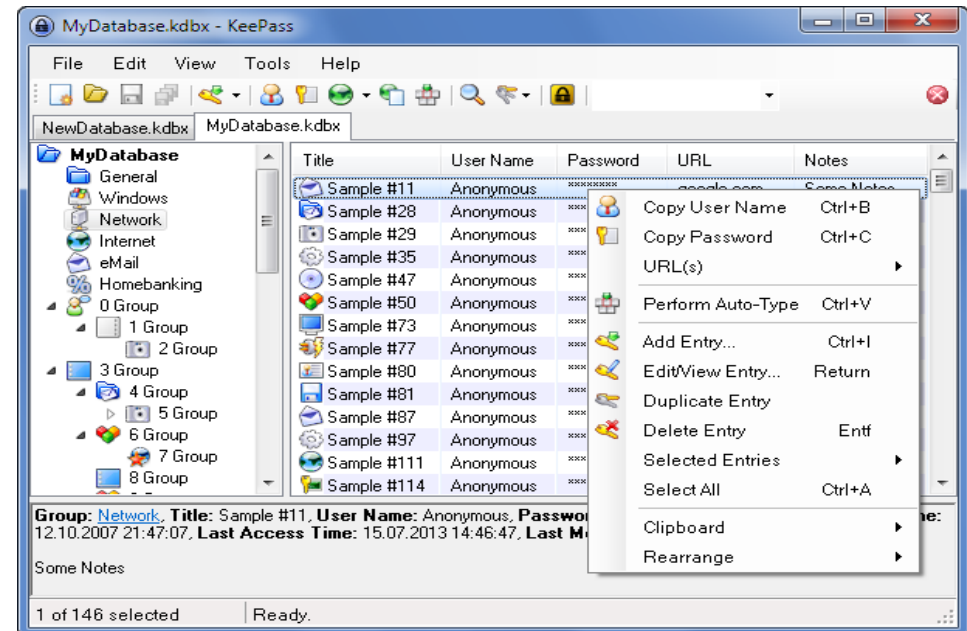 MyDatabase.kdbx - KeePass
File Edit View Tools Help
NewDatabase.kdbx MyDatabase.kdbx
MyDatabase
General
Windows
Network
Internet
eMail
Homebanking
0 Group
1 Group
2 Group
3 Group
4 Group
5 Group
6 Group
7 Group
8 Group
Title User Name Password URL Notes
Sample #11 Anonymous ******** google.com Some Notes
Sample #28 Anonymous ***
Sample #29 Anonymous ***
Sample #35 Anonymous ***
Sample #47 Anonymous ***
Sample #50 Anonymous ***
Sample #73 Anonymous ***
Sample #77 Anonymous ***
Sample #80 Anonymous ***
Sample #81 Anonymous ***
Sample #87 Anonymous ***
Sample #97 Anonymous ***
Sample #111 Anonymous ***
Sample #114 Anonymous ***
Copy User Name Ctrl+B
Copy Password Ctrl+C
URL(s)
Perform Auto-Type Ctrl+V
Add Entry... Ctrl+I
Edit/View Entry... Return
Duplicate Entry
Delete Entry Entf
Selected Entries
Select All Ctrl+A
Clipboard
Rearrange
Group: Network, Title: Sample #11, User Name: Anonymous, ne:
12.10.2007 21:47:07, Last Access Time: 15.07.2013 14:46:47, Last
Some Notes
1 of 146 selected Ready.